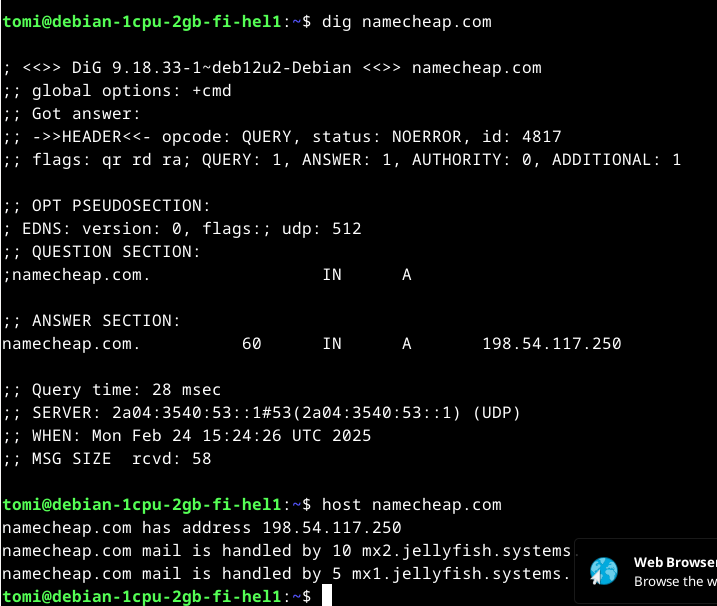 tomi@debian-1cpu-2gb-fi-hel1:~$ dig namecheap.com

; <<>> DiG 9.18.33-1~deb12u2-Debian <<>> namecheap.com
;; global options: +cmd
;; Got answer:
;; ->>HEADER<<- opcode: QUERY, status: NOERROR, id: 4817
;; flags: qr rd ra; QUERY: 1, ANSWER: 1, AUTHORITY: 0, ADDITIONAL: 1

;; OPT PSEUDOSECTION:
; EDNS: version: 0, flags:; udp: 512
;; QUESTION SECTION:
;namecheap.com.			IN	A

;; ANSWER SECTION:
namecheap.com.		60	IN	A	198.54.117.250

;; Query time: 28 msec
;; SERVER: 2a04:3540:53::1#53(2a04:3540:53::1) (UDP)
;; WHEN: Mon Feb 24 15:24:26 UTC 2025
;; MSG SIZE  rcvd: 58

tomi@debian-1cpu-2gb-fi-hel1:~$ host namecheap.com
namecheap.com has address 198.54.117.250
namecheap.com mail is handled by 10 mx2.jellyfish.systems.
namecheap.com mail is handled by 5 mx1.jellyfish.systems.
tomi@debian-1cpu-2gb-fi-hel1:~$
Web Browser
Browse the w